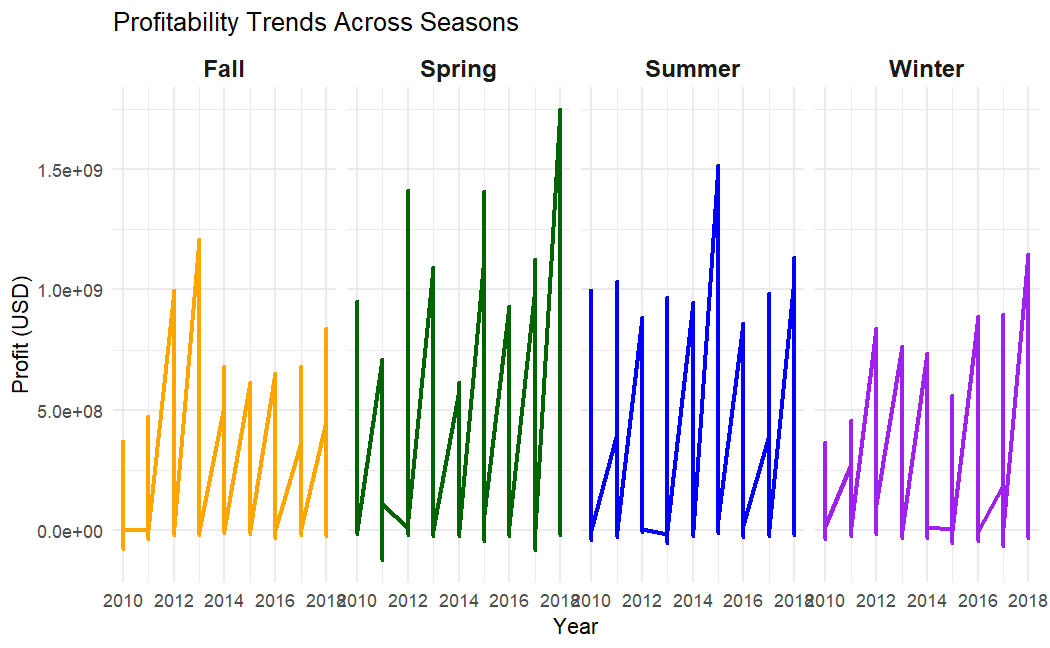 Profitability Trends Across Seasons
Fall Spring Summer Winter
1.5e+09
1.0e+09
5.0e+08
0.0e+00
Profit (USD)
2010 2012 2014 2016 2018 2010 2012 2014 2016 2018 2010 2012 2014 2016 2018 2010 2012 2014 2016 2018
Year